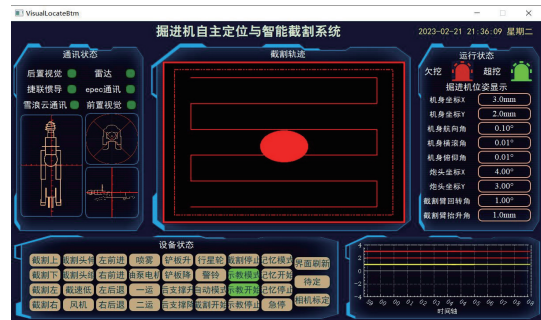 VisualLocateBtm
掘进机自主定位与智能截割系统
2023-02-21 21:36:09 星期二
通讯状态
后置视觉 雷达
捷联惯导 epec通讯
雪浪云通讯 前置视觉
截割轨迹
运行状态
欠挖 超挖
掘进机位姿显示
机身坐标X 3.0mm
机身坐标Y 2.0mm
机身航向角 0.10°
机身横滚角 0.01°
机身俯仰角 0.01°
炮头坐标X 4.00°
炮头坐标Y 3.00°
截割臂回转角 1.00°
截割臂抬升角 1.0mm
设备状态
截割上 左前进 喷雾 铲板升 行星轮 截割停止 记忆模式 界面刷新
截割下 左后退 油泵电机 铲板降 警铃 示教模式 记忆开始 待定
截割左 截速低 左后退 一运 后支撑升 自动模式 示教开始 记忆停止
截割右 风机 右后退 二运 后支撑降 截割开始 示教停止 急停 相机标定
4
2
0
-2
-4
时间轴